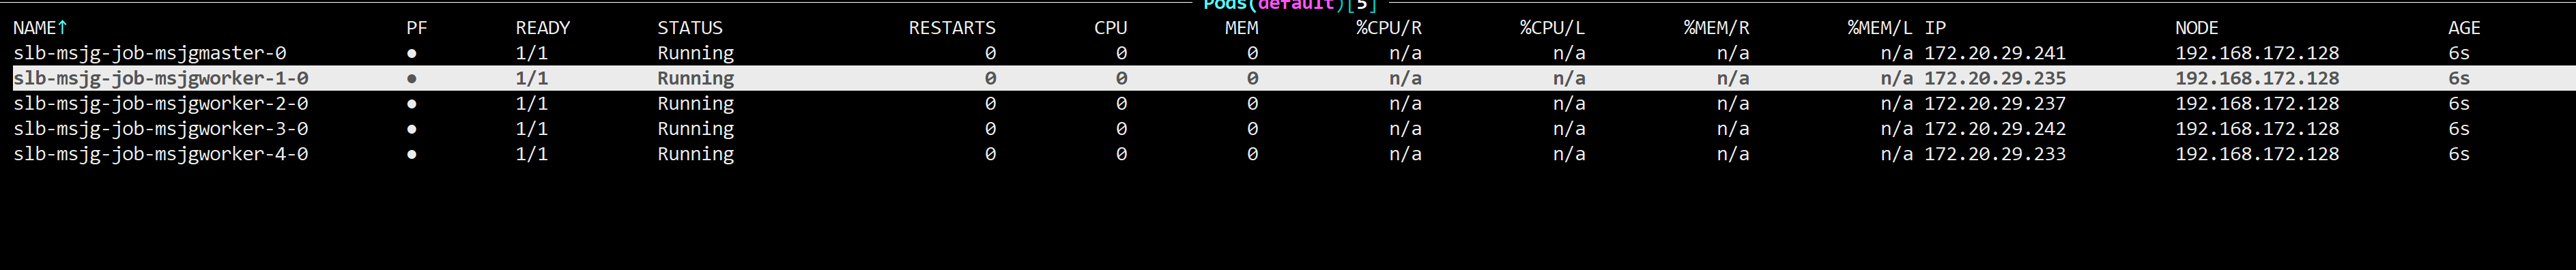 Pods(default)[5]
NAME↑ PF READY STATUS RESTARTS CPU MEM %CPU/R %CPU/L %MEM/R %MEM/L IP NODE AGE
slb-msjg-job-msjgmaster-0 ● 1/1 Running 0 0 0 n/a n/a n/a n/a 172.20.29.241 192.168.172.128 6s
slb-msjg-job-msjgworker-1-0 ● 1/1 Running 0 0 0 n/a n/a n/a n/a 172.20.29.235 192.168.172.128 6s
slb-msjg-job-msjgworker-2-0 ● 1/1 Running 0 0 0 n/a n/a n/a n/a 172.20.29.237 192.168.172.128 6s
slb-msjg-job-msjgworker-3-0 ● 1/1 Running 0 0 0 n/a n/a n/a n/a 172.20.29.242 192.168.172.128 6s
slb-msjg-job-msjgworker-4-0 ● 1/1 Running 0 0 0 n/a n/a n/a n/a 172.20.29.233 192.168.172.128 6s